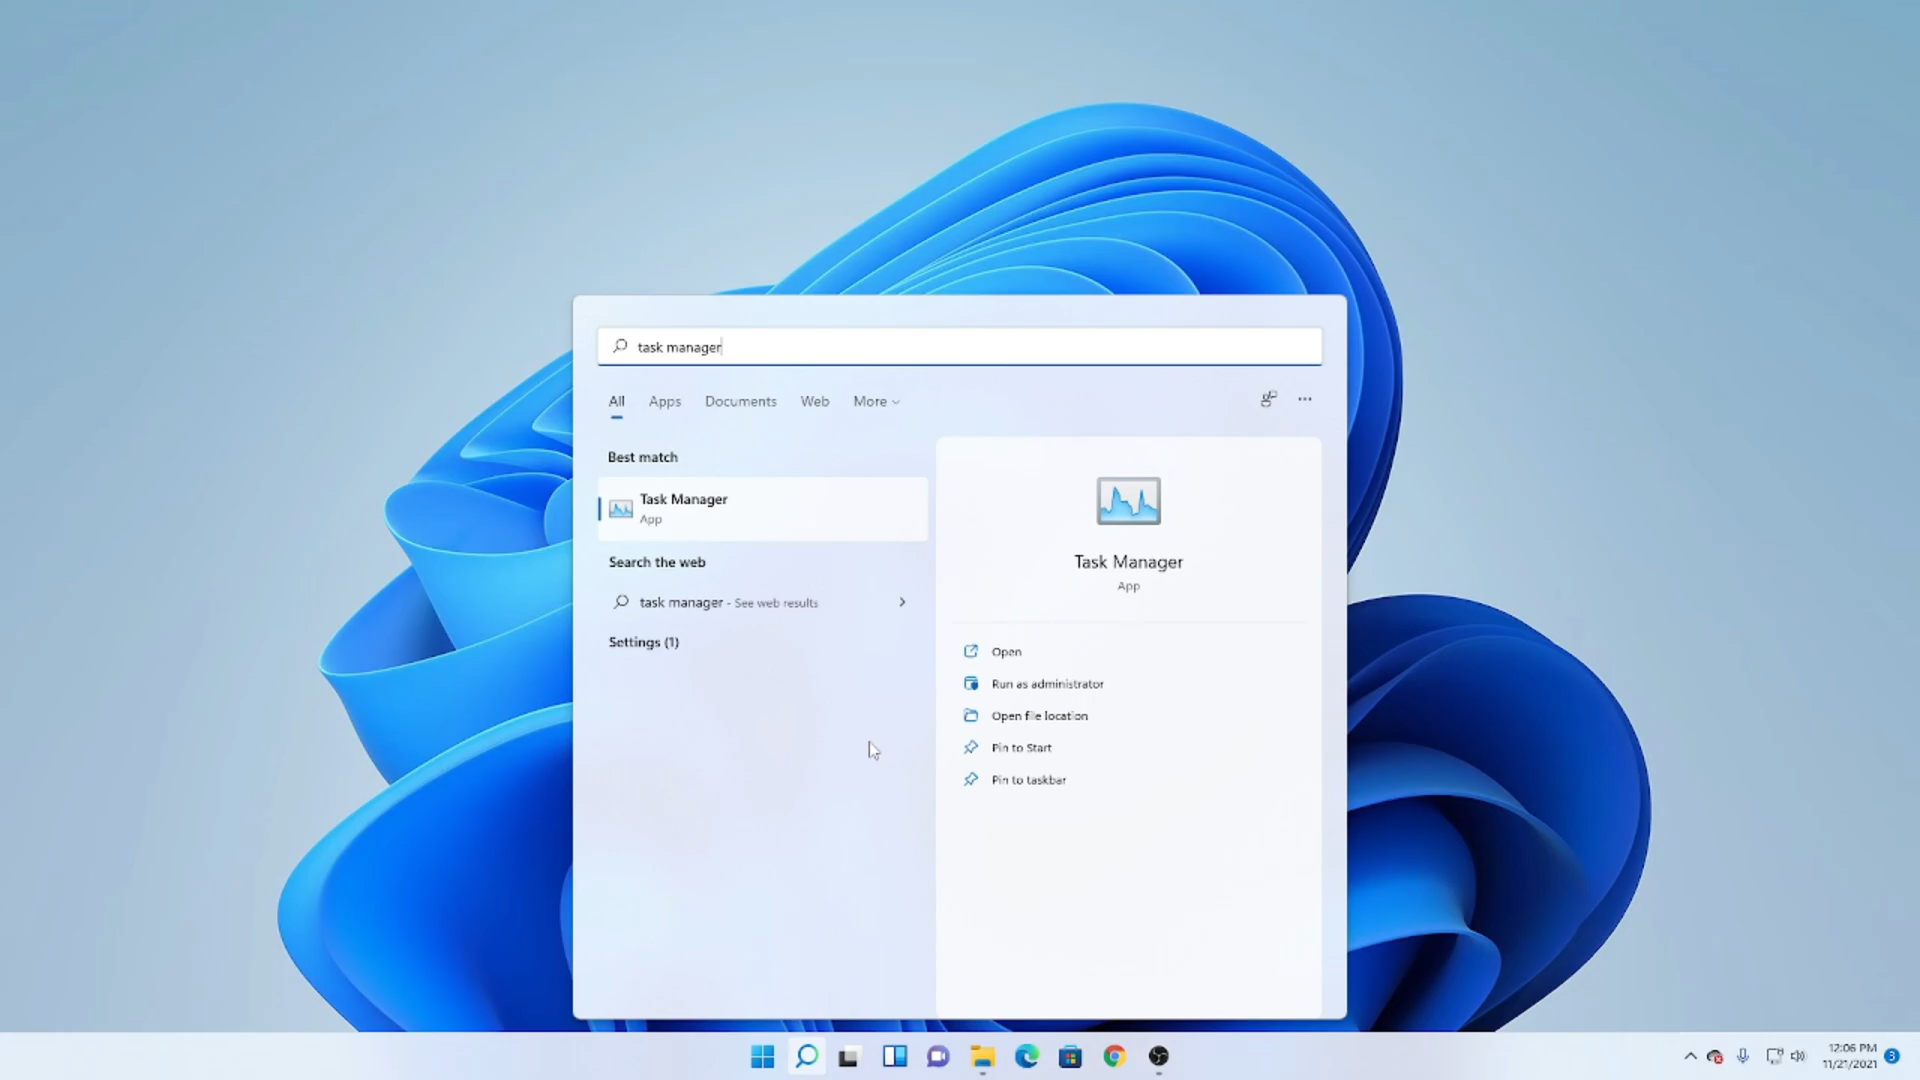 task manager
All Apps Documents Web More
Best match
Task Manager
App
Search the web
task manager - See web results
Settings (1)
Task Manager
App
Open
Run as administrator
Open file location
Pin to Start
Pin to taskbar
12:06 PM
11/21/2021
3